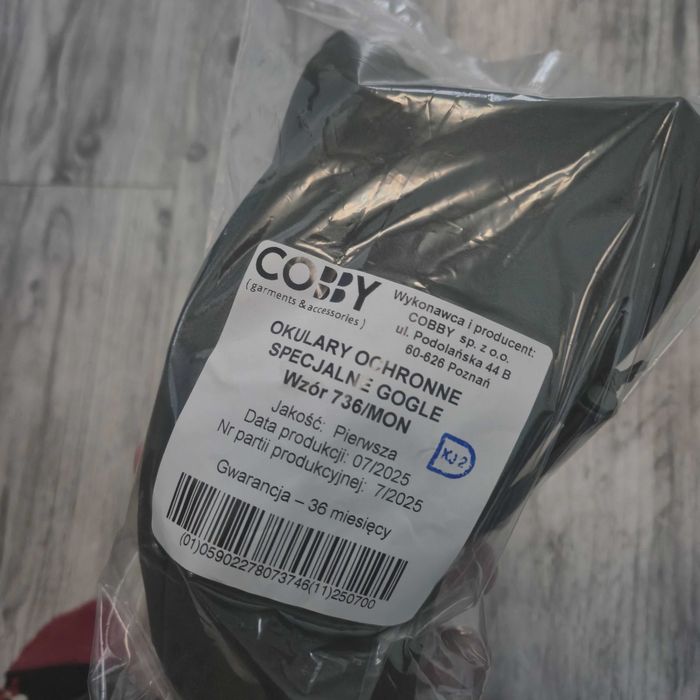 COBBY
(garments & accessories)
Wykonawca i producent:
COBBY sp. z o.o.
ul. Podolańska 44 B
60-626 Poznań
OKULARY OCHRONNE
SPECJALNE GOGLE
Wzór 736/MON
Jakość: Pierwsza
Data produkcji: 07/2025
Nr partii produkcyjnej: 7/2025
KJ 2
Gwarancja – 36 miesięcy
(01)05902278073746(11)250700